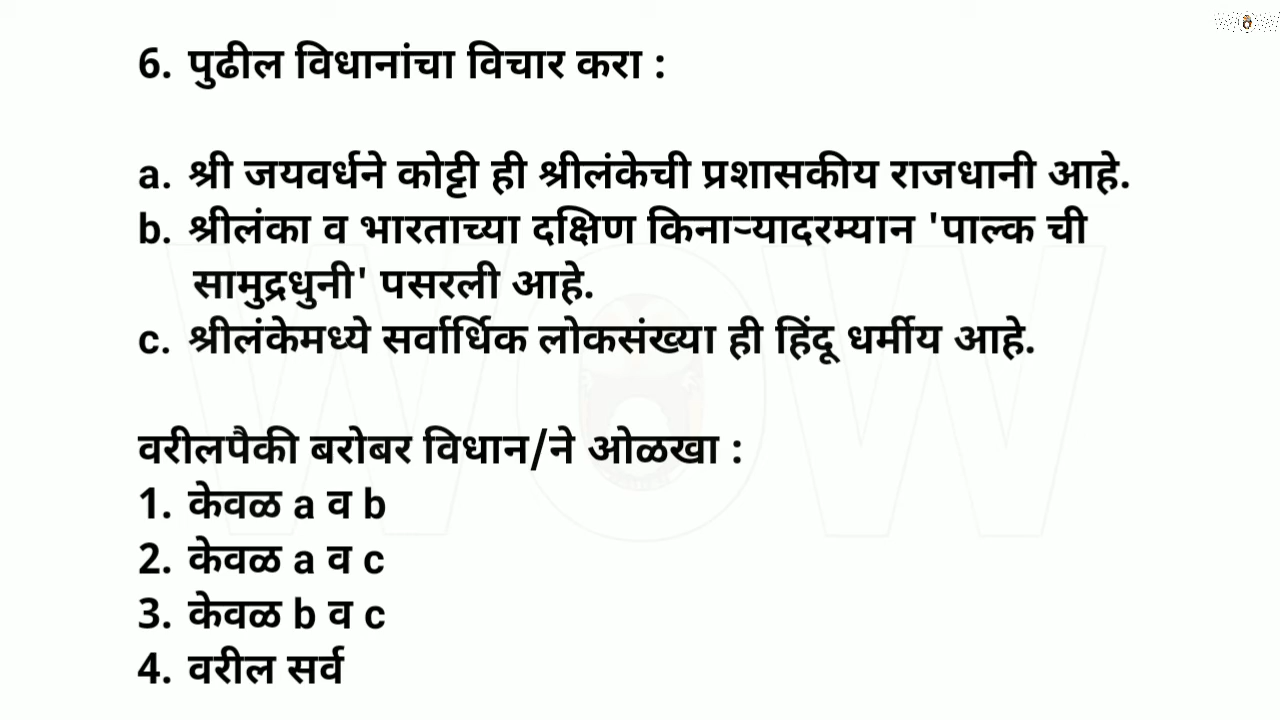 6. पुढील विधानांचा विचार करा :
a. श्री जयवर्धने कोट्टी ही श्रीलंकेची प्रशासकीय राजधानी आहे.
b. श्रीलंका व भारताच्या दक्षिण किनाऱ्यादरम्यान 'पाल्क ची
सामुद्रधुनी' पसरली आहे.
c. श्रीलंकेमध्ये सर्वार्धिक लोकसंख्या ही हिंदू धर्मीय आहे.
वरीलपैकी बरोबर विधान/ने ओळखा :
1. केवळ a व b
2. केवळ a व c
3. केवळ b व c
4. वरील सर्व
WOW